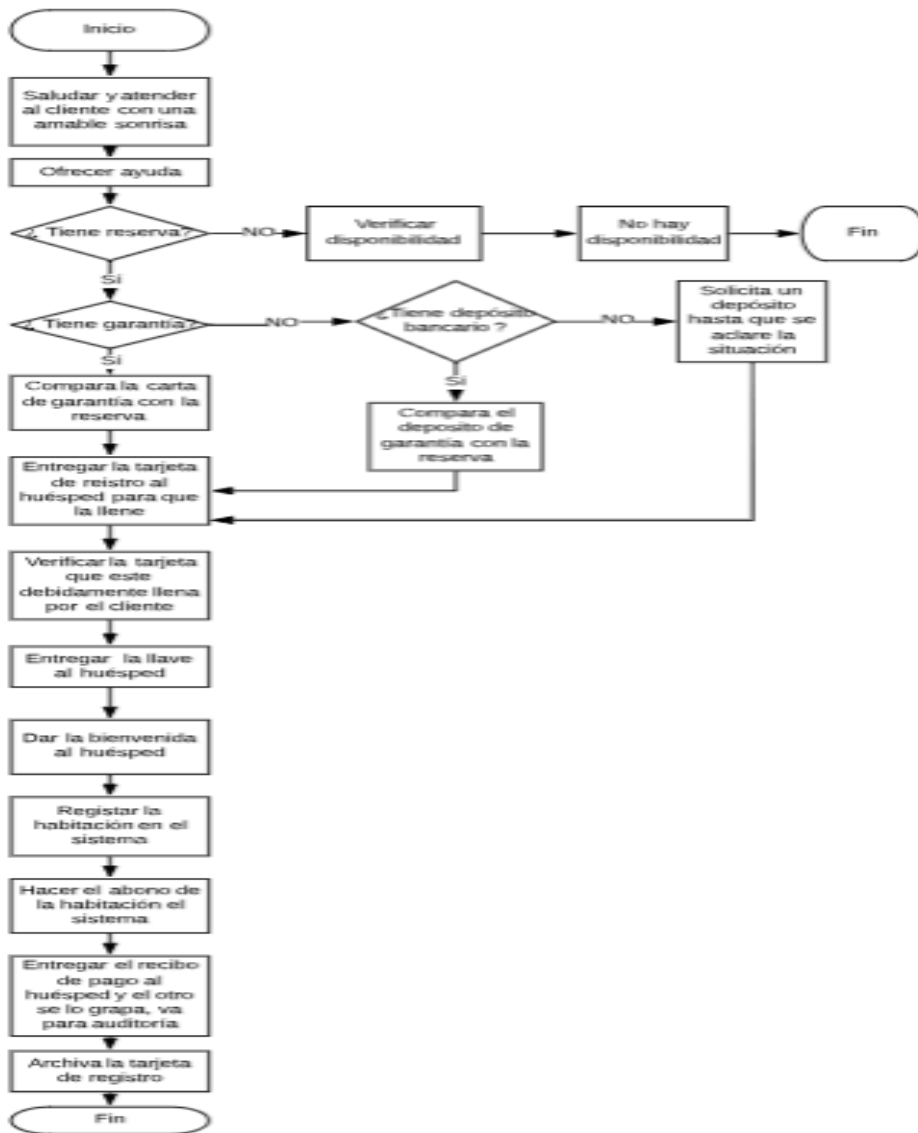 Inicio
Saludar y atender
al cliente con una
amable sonrisa
Ofrecer ayuda
¿ Tiene reserva?
NO
Verificar
disponibilidad
No hay
disponibilidad
Fin
Si
¿ Tiene garantía?
NO
¿Tiene depósito
bancario ?
NO
Solicita un
depósito
hasta que se
aclare la
situación
Si
Compara la carta
de garantía con la
reserva
Si
Compara el
deposito de
garantía con la
reserva
Entregar la tarjeta
de reistro al
huésped para que
la llene
Verificar la tarjeta
que este
debidamente llena
por el cliente
Entregar la llave
al huésped
Dar la bienvenida
al huésped
Registar la
habitación en el
sistema
Hacer el abono de
la habitación el
sistema
Entregar el recibo
de pago al
huésped y el otro
se lo grapa, va
para auditoría
Archiva la tarjeta
de registro
Fin